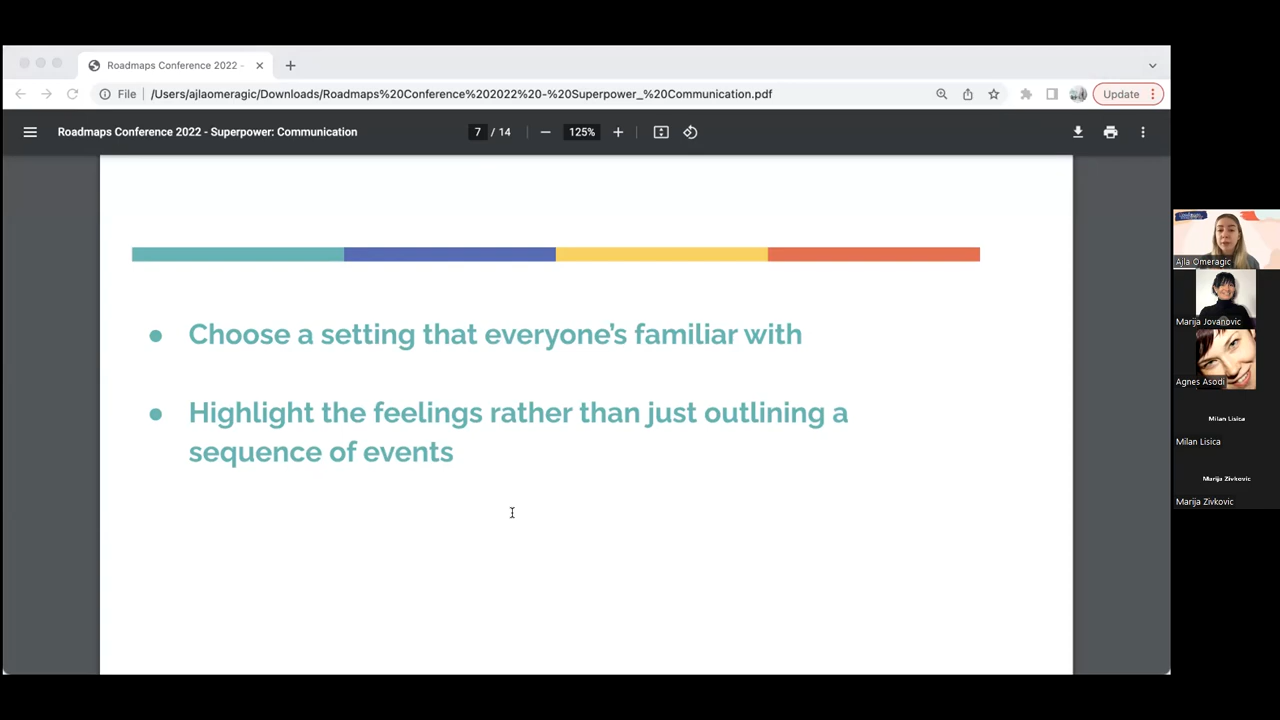 Roadmaps Conference 2022 -
File
/Users/ajlaomeragic/Downloads/Roadmaps%20Conference%202022%20-%20Superpower_%20Communication.pdf
Update
Roadmaps Conference 2022 - Superpower: Communication
7 / 14
125%
● Choose a setting that everyone’s familiar with
● Highlight the feelings rather than just outlining a
sequence of events
Ajla Omeragic
Marija Jovanovic
Agnes Asodi
Milan Lisica
Milan Lisica
Marija Zivkovic
Marija Zivkovic